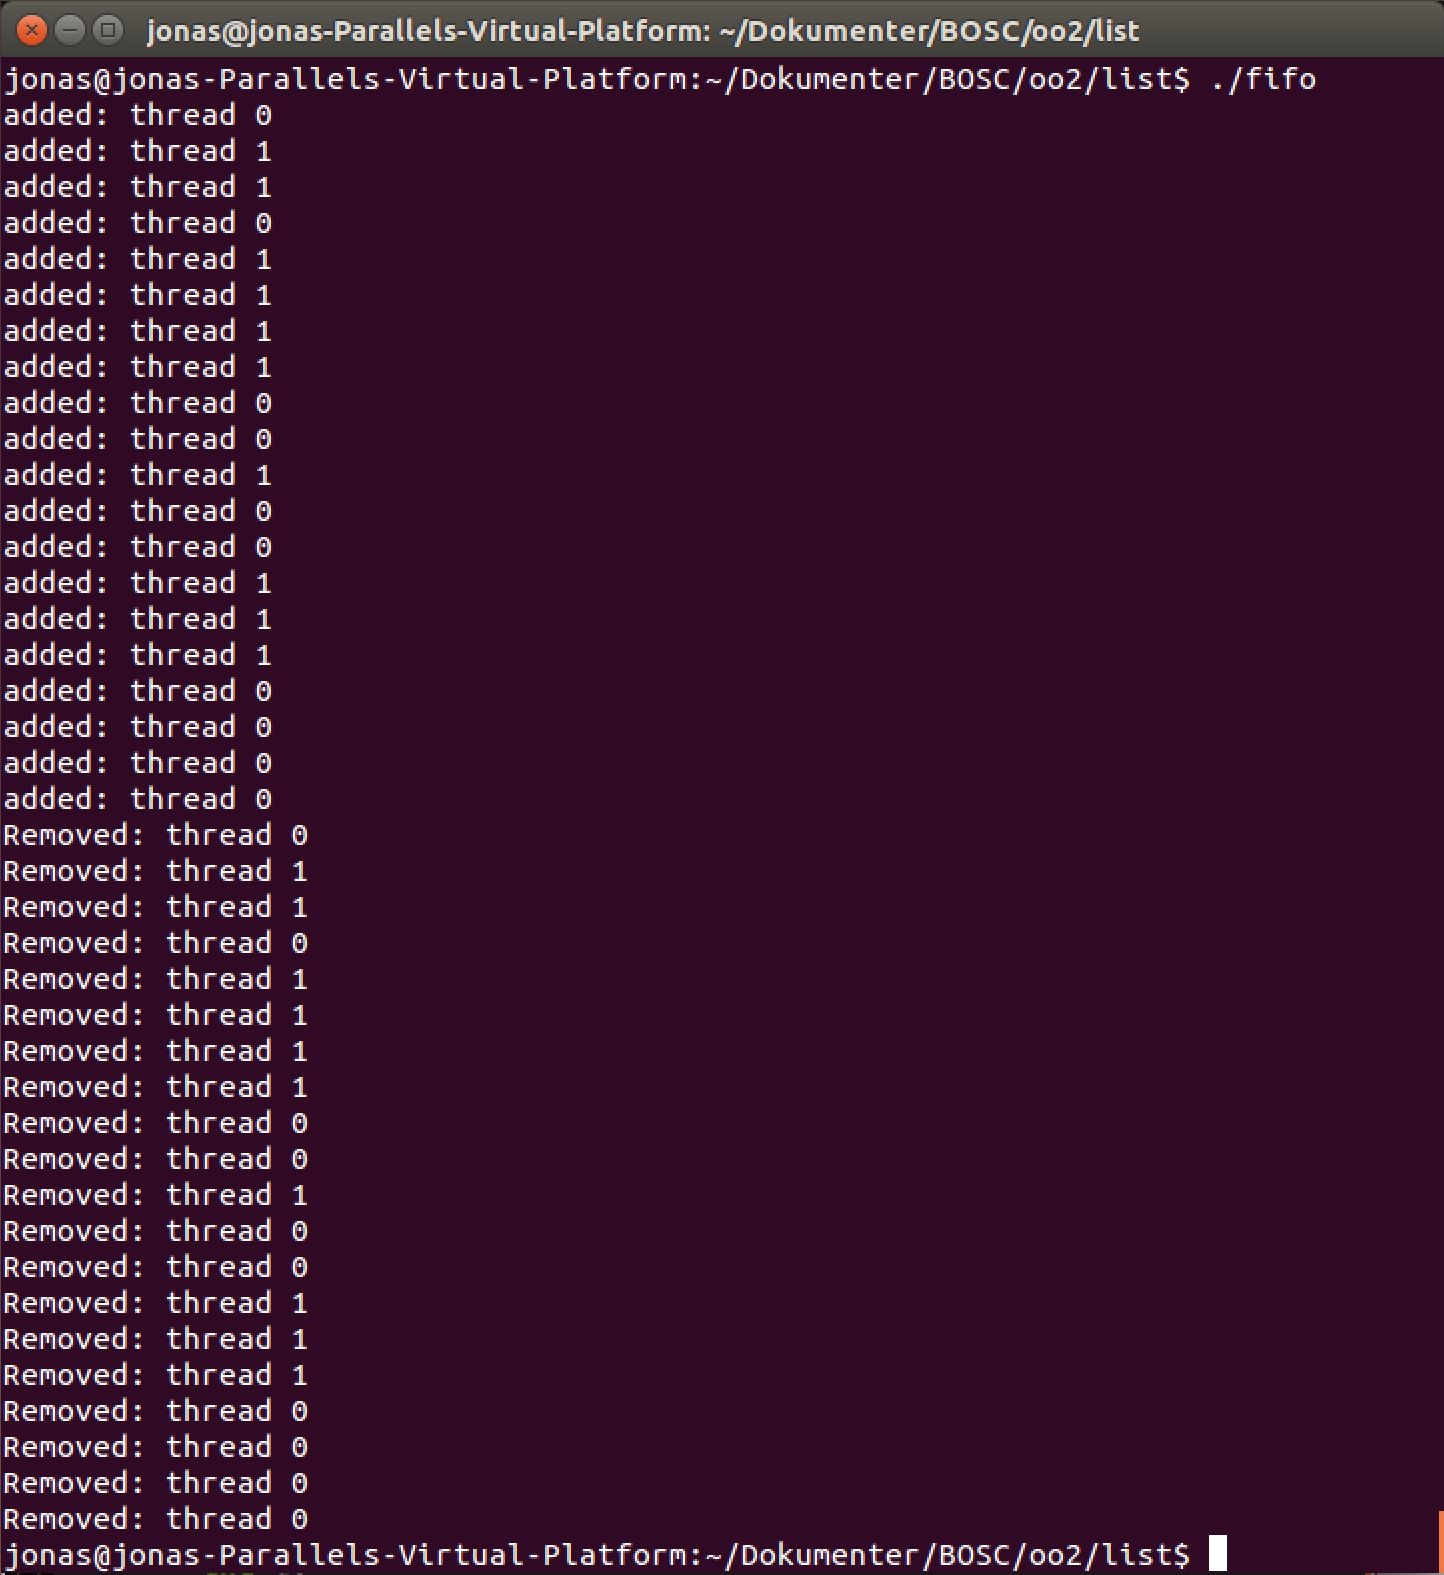 jonas@jonas-Parallels-Virtual-Platform: ~/Dokumenter/BOSC/oo2/list
jonas@jonas-Parallels-Virtual-Platform:~/Dokumenter/BOSC/oo2/list$ ./fifo
added: thread 0
added: thread 1
added: thread 1
added: thread 0
added: thread 1
added: thread 1
added: thread 1
added: thread 1
added: thread 0
added: thread 0
added: thread 1
added: thread 0
added: thread 0
added: thread 1
added: thread 1
added: thread 1
added: thread 0
added: thread 0
added: thread 0
added: thread 0
Removed: thread 0
Removed: thread 1
Removed: thread 1
Removed: thread 0
Removed: thread 1
Removed: thread 1
Removed: thread 1
Removed: thread 1
Removed: thread 0
Removed: thread 0
Removed: thread 1
Removed: thread 0
Removed: thread 0
Removed: thread 1
Removed: thread 1
Removed: thread 1
Removed: thread 0
Removed: thread 0
Removed: thread 0
Removed: thread 0
jonas@jonas-Parallels-Virtual-Platform:~/Dokumenter/BOSC/oo2/list$